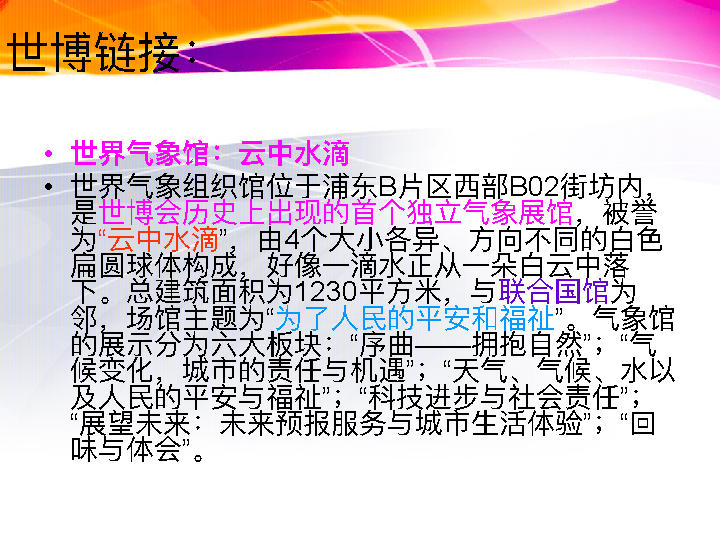 世博链接：
• 世界气象馆：云中水滴
• 世界气象组织馆位于浦东B片区西部B02街坊内，
是世博会历史上出现的首个独立气象展馆，被誉
为“云中水滴”，由4个大小各异、方向不同的白色
扁圆球体构成，好像一滴水正从一朵白云中落
下。总建筑面积为1230平方米，与联合国馆为
邻，场馆主题为“为了人民的平安和福祉”。气象馆
的展示分为六大板块：“序曲——拥抱自然”；“气
候变化，城市的责任与机遇”；“天气、气候、水以
及人民的平安与福祉”；“科技进步与社会责任”；
“展望未来：未来预报服务与城市生活体验”；“回
味与体会”。